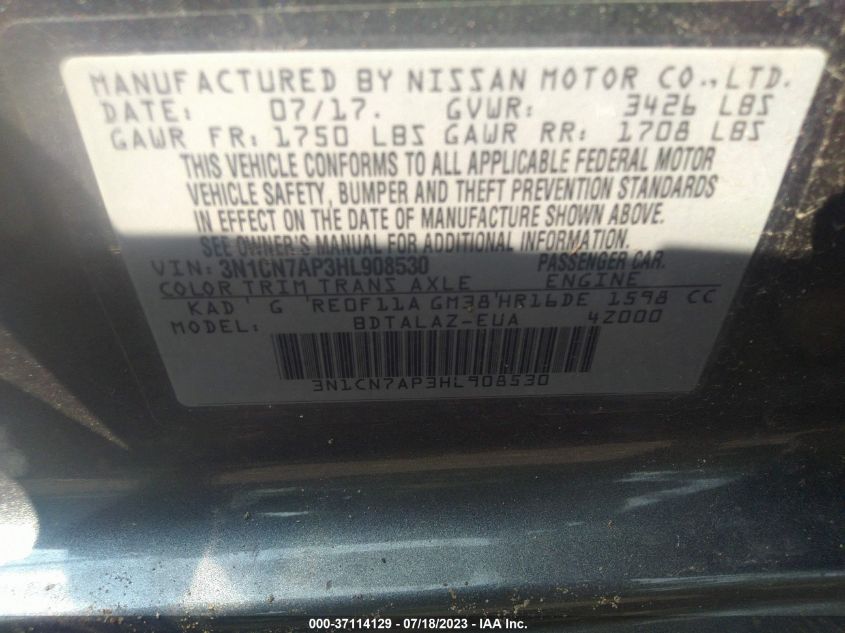 MANUFACTURED BY NISSAN MOTOR CO., LTD.
DATE: 07/17. GVWR: 3426 LBS
GAWR FR: 1750 LBS GAWR RR: 1708 LBS
THIS VEHICLE CONFORMS TO ALL APPLICABLE FEDERAL MOTOR
VEHICLE SAFETY, BUMPER AND THEFT PREVENTION STANDARDS
IN EFFECT ON THE DATE OF MANUFACTURE SHOWN ABOVE.
SEE OWNER'S MANUAL FOR ADDITIONAL INFORMATION.
VIN: 3N1CN7AP3HL908530 PASSENGER CAR.
COLOR TRIM TRANS AXLE ENGINE
KAD ' G 'RE0F11A GM38'HR16DE 1598 CC
MODEL: BDTALAZ-EUA 4Z000
3N1CN7AP3HL908530
000-37114129 - 07/18/2023 - IAA Inc.